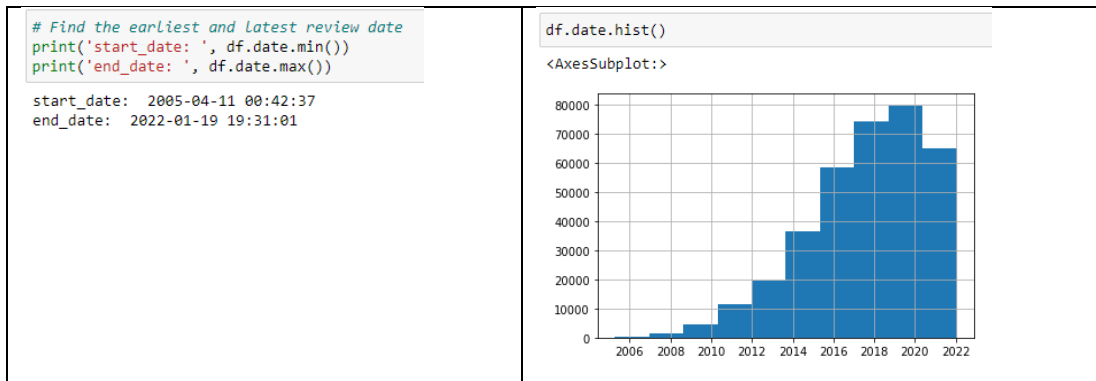 # Find the earliest and latest review date
print('start_date: ', df.date.min())
print('end_date: ', df.date.max())
start_date:  2005-04-11 00:42:37
end_date:  2022-01-19 19:31:01
df.date.hist()
<AxesSubplot:>
80000
70000
60000
50000
40000
30000
20000
10000
0
2006 2008 2010 2012 2014 2016 2018 2020 2022